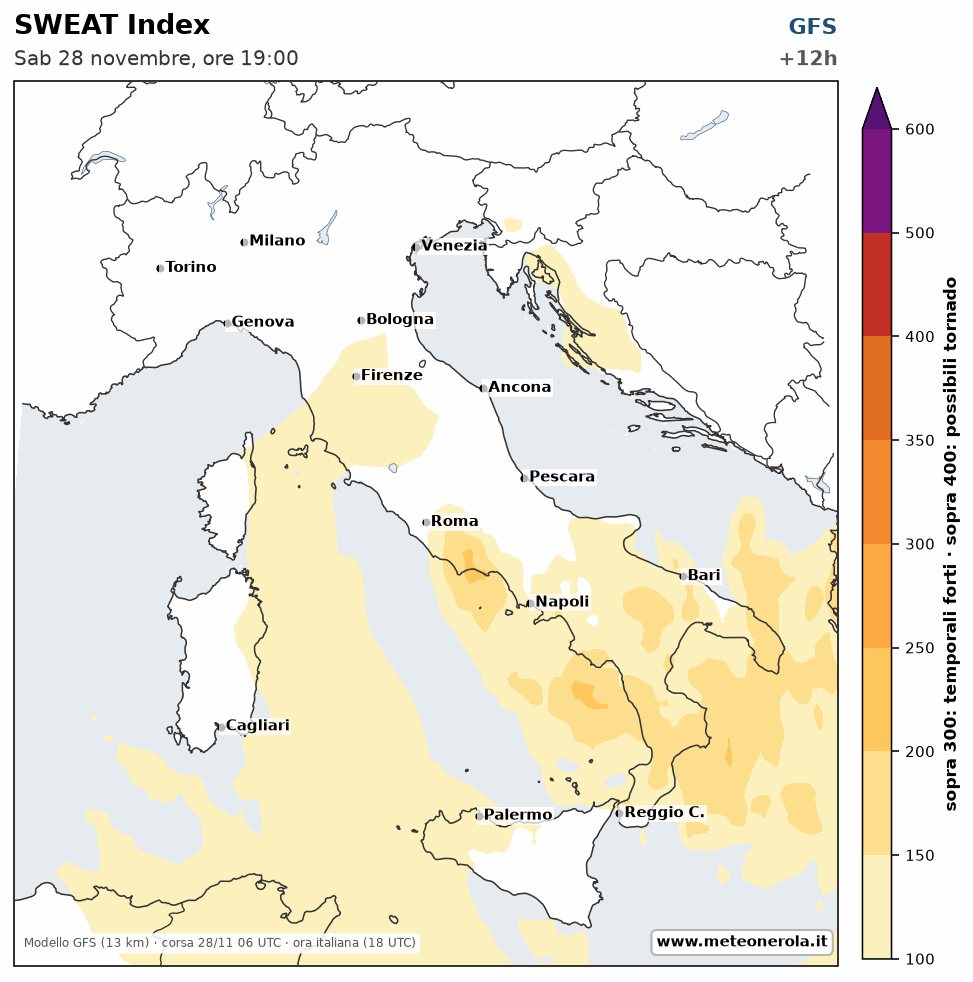 SWEAT Index
GFS
Sab 28 novembre, ore 19:00
+12h
600
500
400
350
300
250
200
150
100
sopra 300: temporali forti · sopra 400: possibili tornado
Milano
Venezia
Torino
Genova
Bologna
Firenze
Ancona
Pescara
Roma
Bari
Napoli
Cagliari
Palermo
Reggio C.
Modello GFS (13 km) · corsa 28/11 06 UTC · ora italiana (18 UTC)
www.meteonerola.it